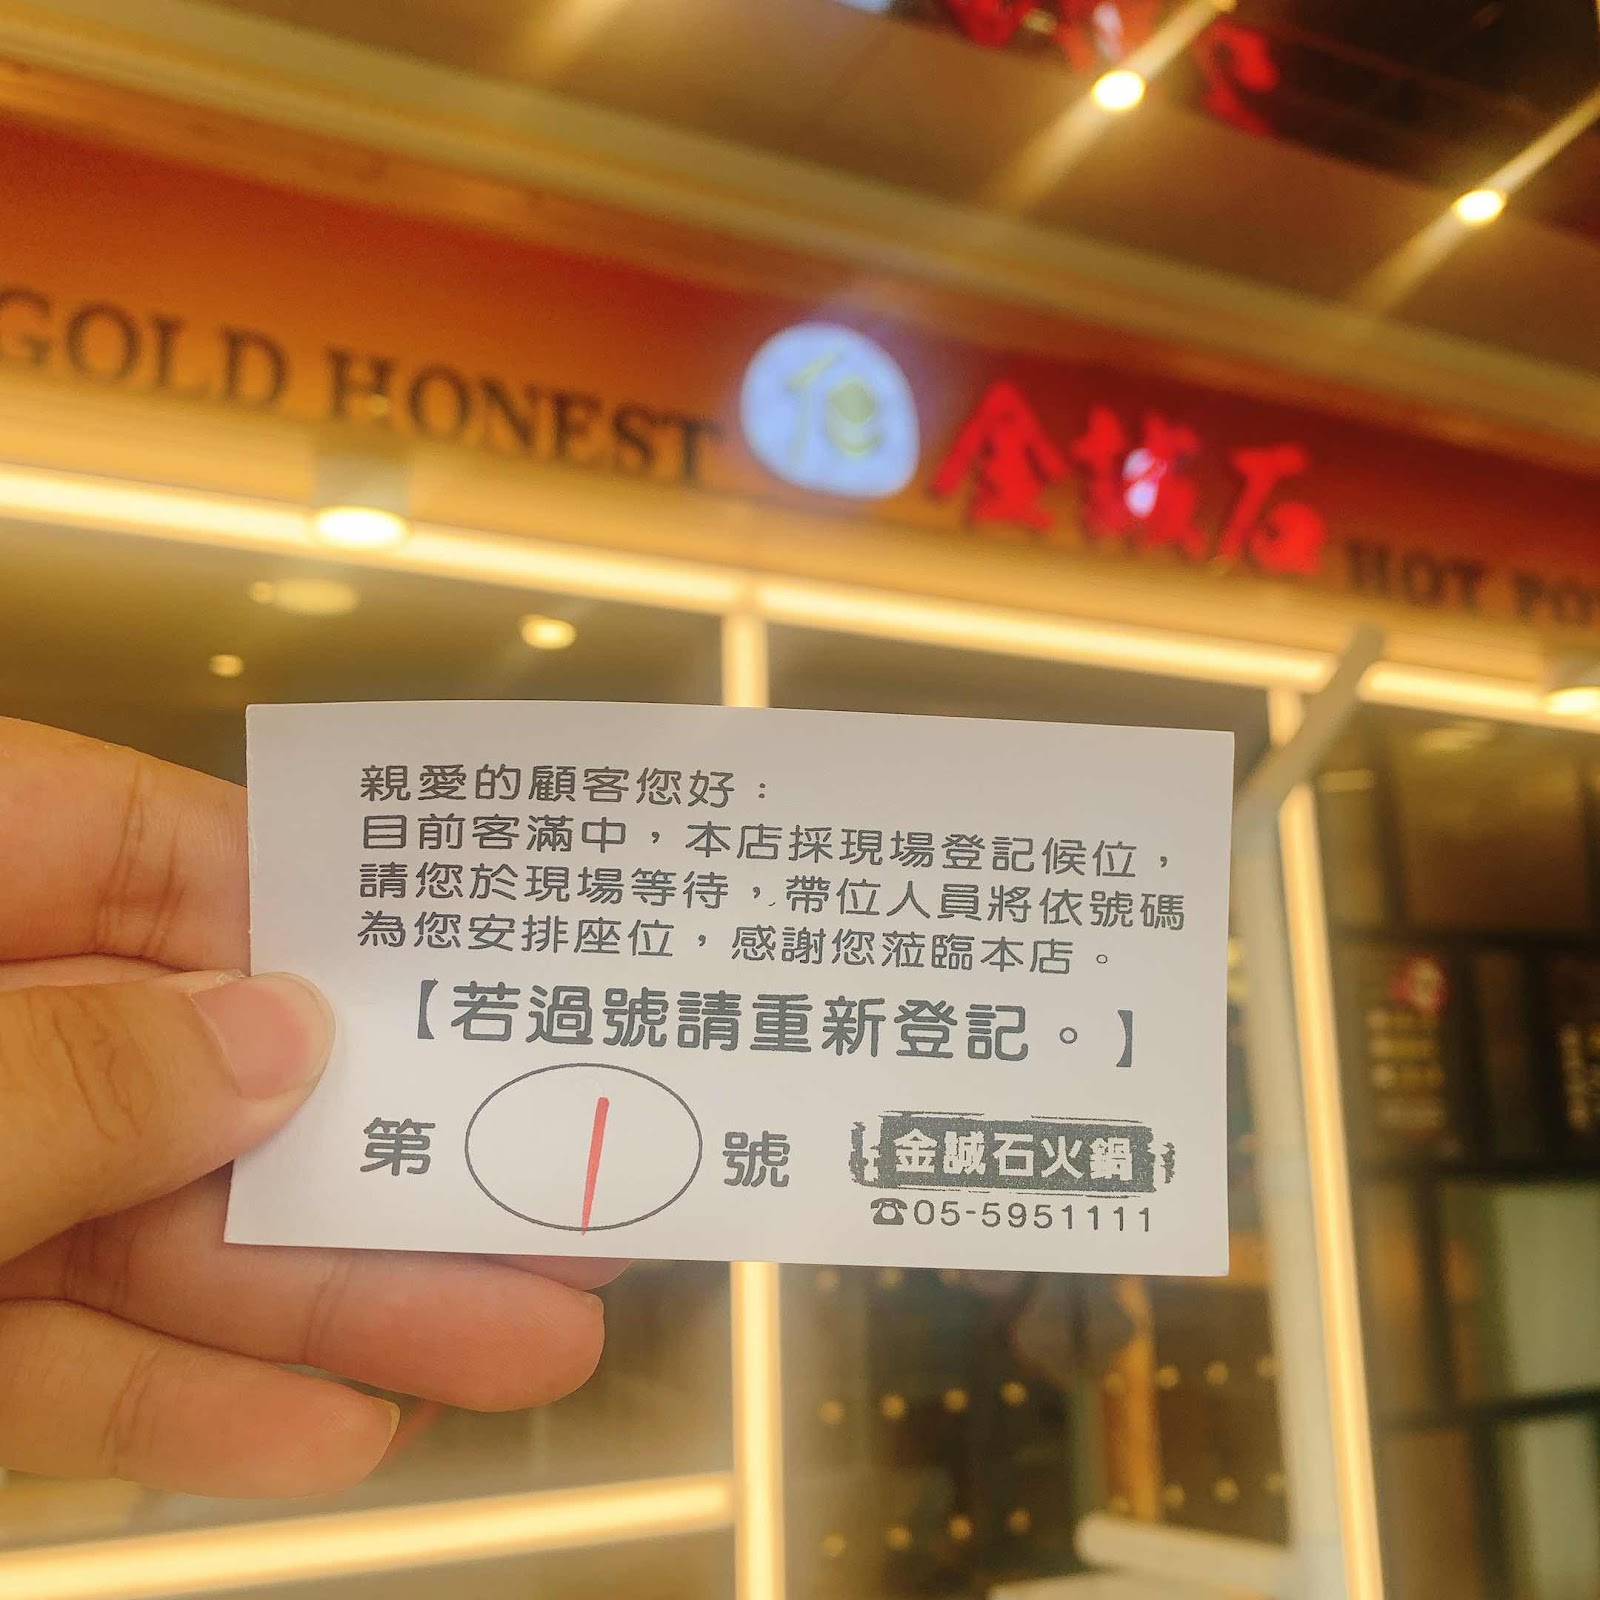 GOLD HONEST 金誠石 HOT PO
親愛的顧客您好：
目前客滿中，本店採現場登記候位，
請您於現場等待，帶位人員將依號碼
為您安排座位，感謝您蒞臨本店。
【若過號請重新登記。】
第 1 號
金誠石火鍋
☎05-5951111